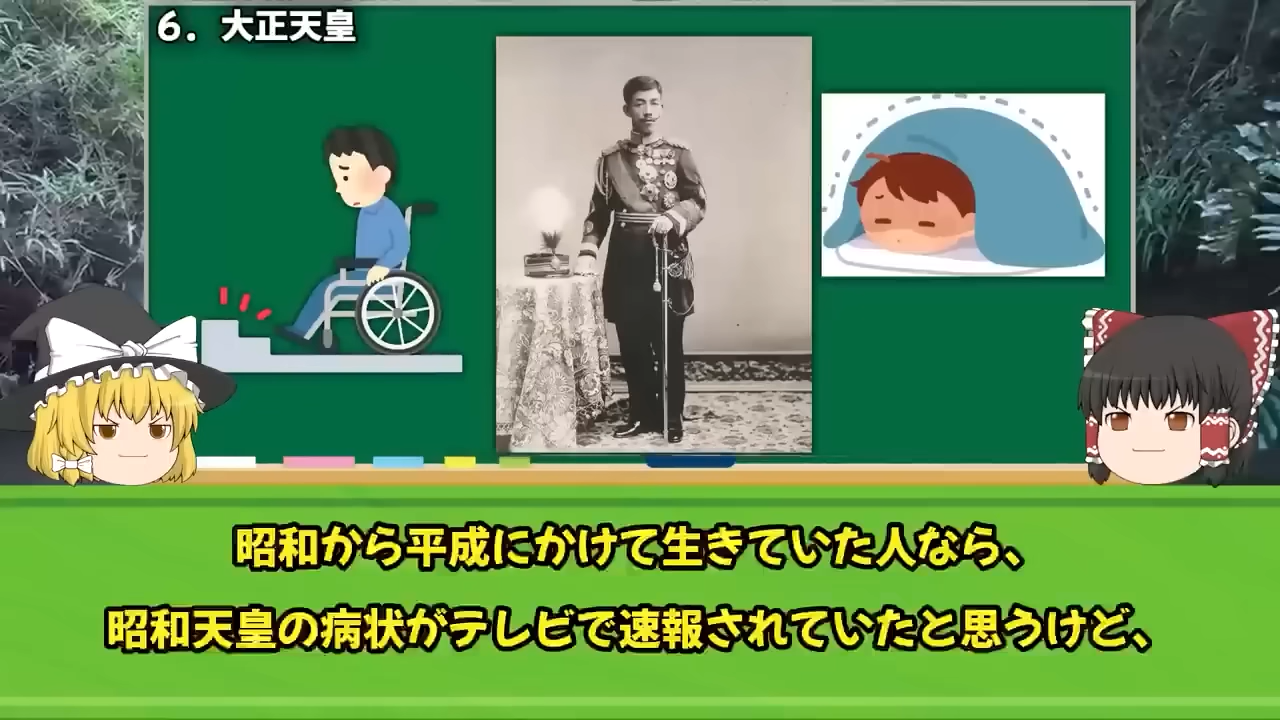 6．大正天皇
昭和から平成にかけて生きていた人なら、
昭和天皇の病状がテレビで速報されていたと思うけど、